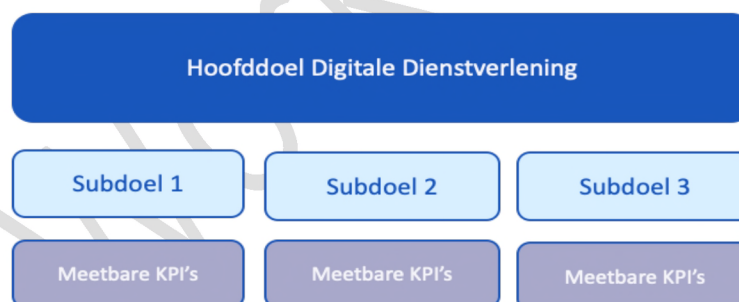 Hoofddoel Digitale Dienstverlening
Subdoel 1
Subdoel 2
Subdoel 3
Meetbare KPI's
Meetbare KPI's
Meetbare KPI's